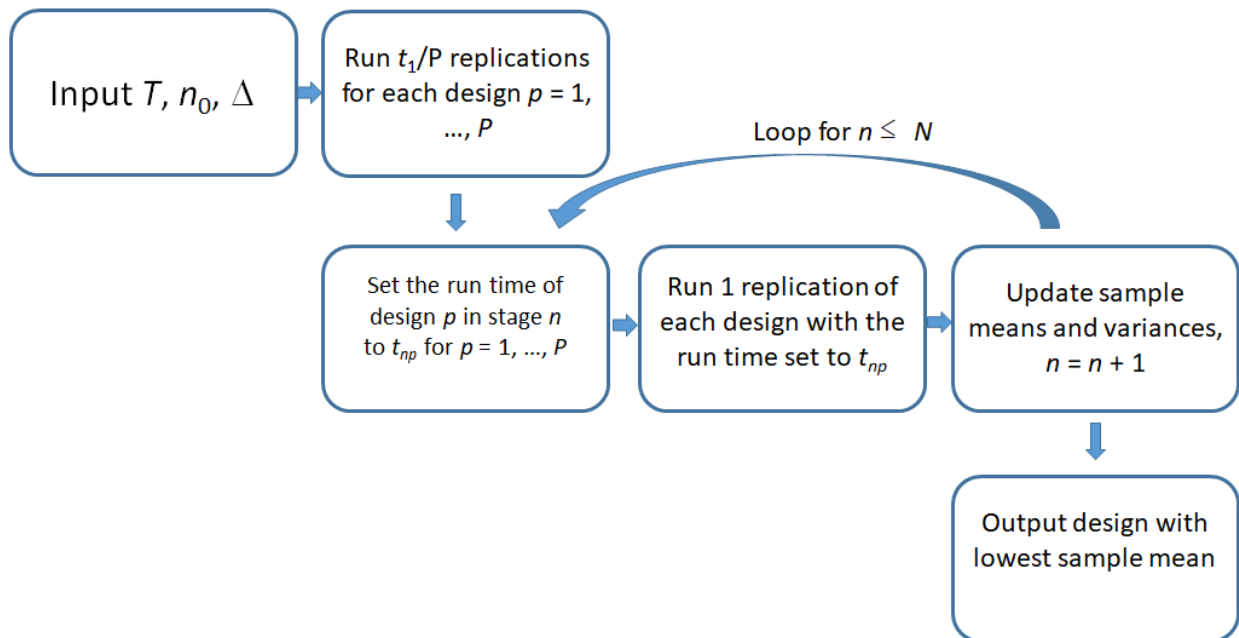 Input T, n₀, Δ
Run t₁/P replications
for each design p = 1,
..., P
Loop for n ≤ N
Set the run time of
design p in stage n
to tₙₚ for p = 1, ..., P
Run 1 replication of
each design with the
run time set to tₙₚ
Update sample
means and variances,
n = n + 1
Output design with
lowest sample mean